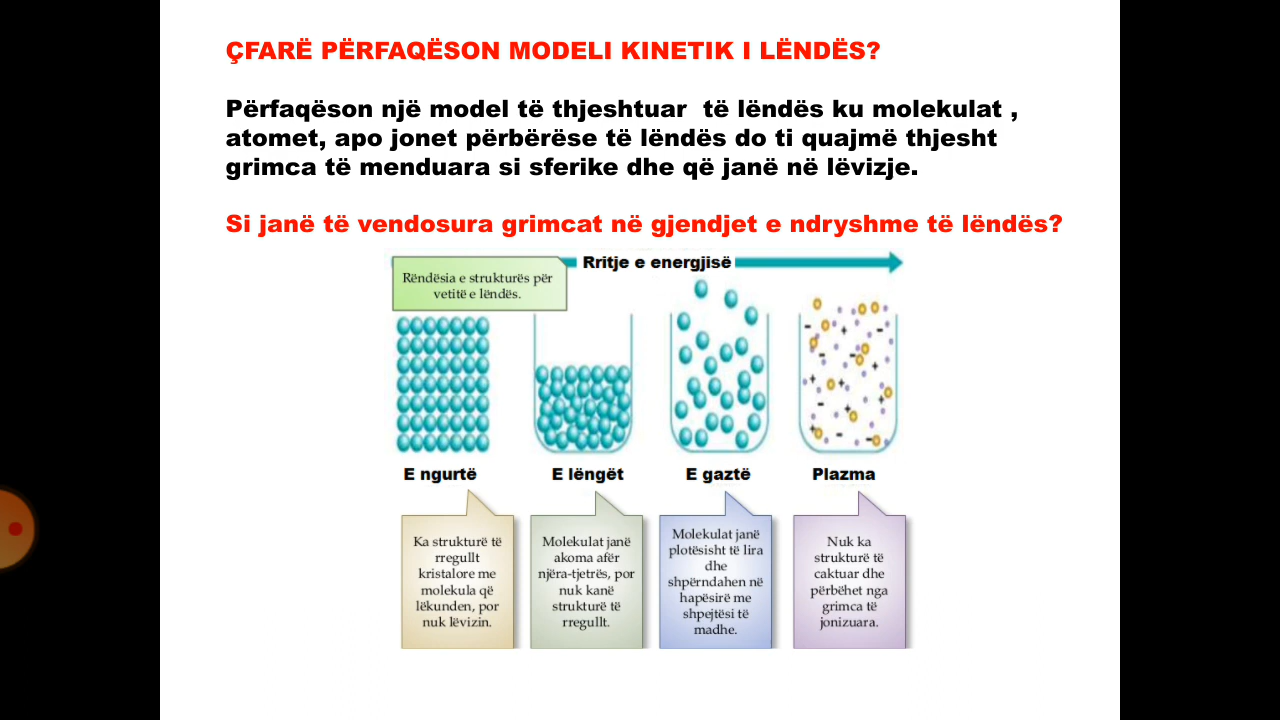 ÇFARË PËRFAQËSON MODELI KINETIK I LËNDËS?
Përfaqëson një model të thjeshtuar të lëndës ku molekulat ,
atomet, apo jonet përbërëse të lëndës do ti quajmë thjesht
grimca të menduara si sferike dhe që janë në lëvizje.
Si janë të vendosura grimcat në gjendjet e ndryshme të lëndës?
Rritje e energjisë
Rëndësia e strukturës për
vetitë e lëndës.
E ngurtë
E lëngët
E gaztë
Plazma
Ka strukturë të
rregullt
kristalore me
molekula që
lëkunden, por
nuk lëvizin.
Molekulat janë
akoma afër
njëra-tjetrës, por
nuk kanë
strukturë të
rregullt.
Molekulat janë
plotësisht të lira
dhe
shpërndahen në
hapësirë me
shpejtësi të
madhe.
Nuk ka
strukturë të
caktuar dhe
përbëhet nga
grimca të
jonizuara.